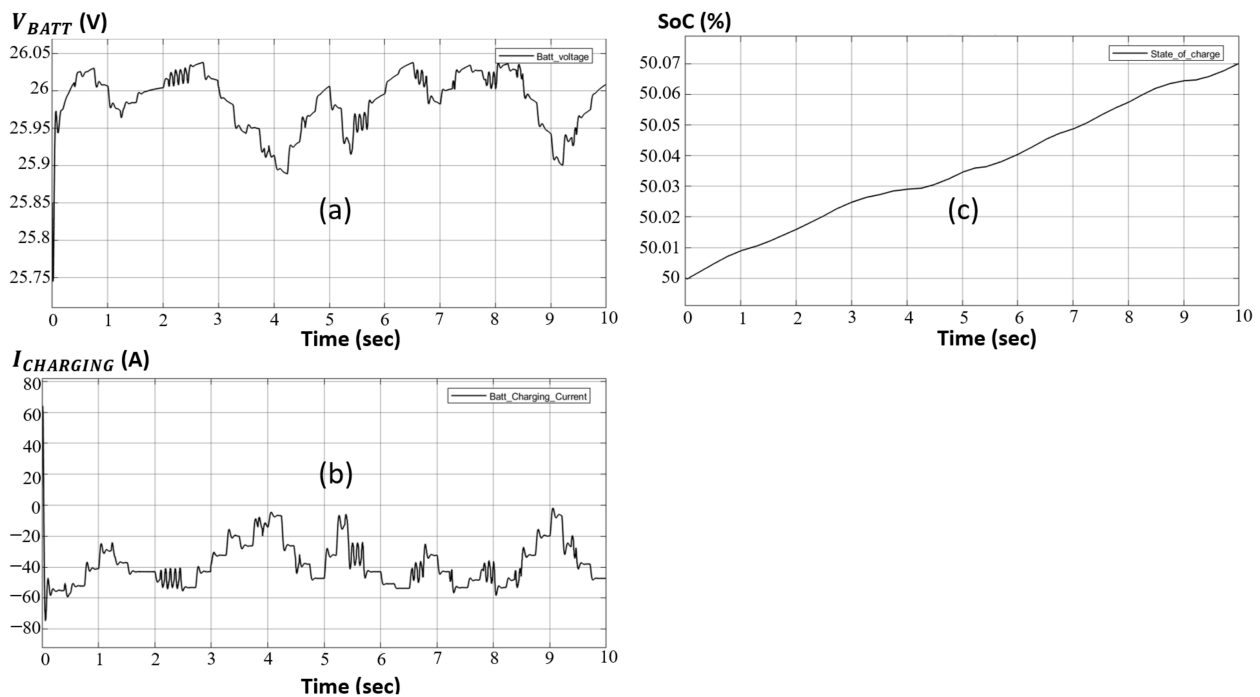 V_BATT (V)
26.05
26
25.95
25.9
25.85
25.8
25.75
Batt_voltage
(a)
0 1 2 3 4 5 6 7 8 9 10
Time (sec)
SoC (%)
50.07
50.06
50.05
50.04
50.03
50.02
50.01
50
State_of_charge
(c)
0 1 2 3 4 5 6 7 8 9 10
Time (sec)
I_CHARGING (A)
80
60
40
20
0
−20
−40
−60
−80
Batt_Charging_Current
(b)
0 1 2 3 4 5 6 7 8 9 10
Time (sec)